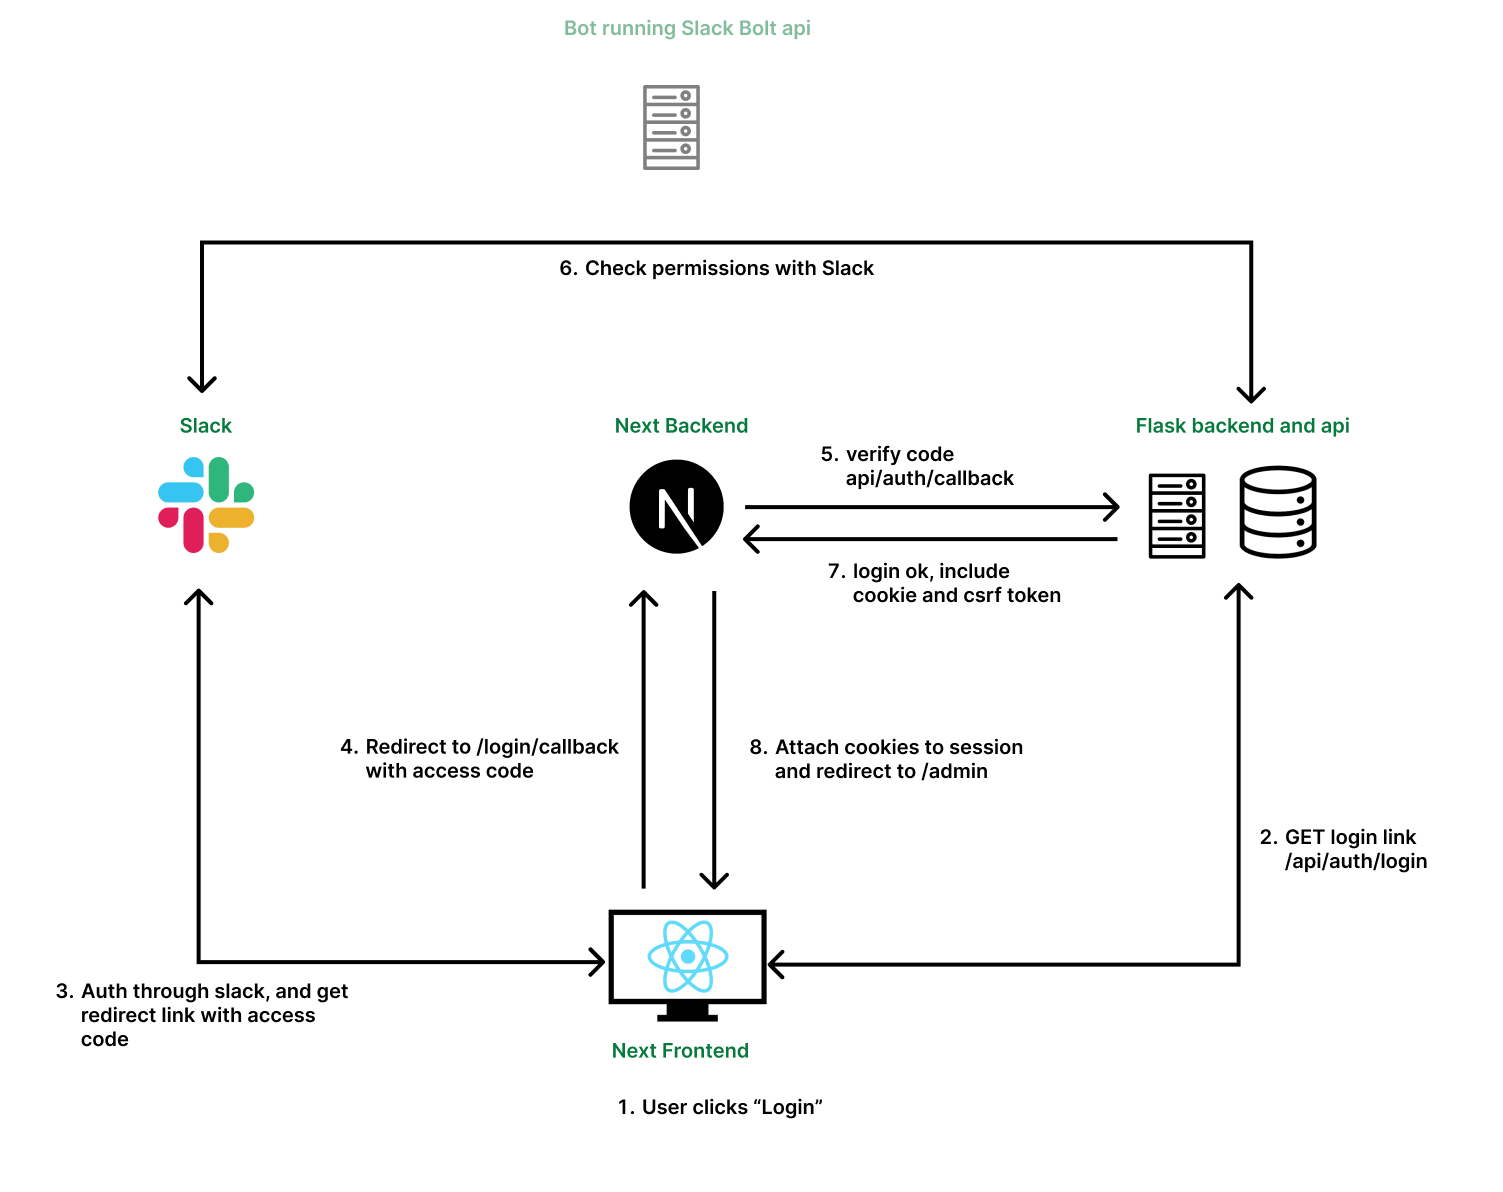 Bot running Slack Bolt api
6. Check permissions with Slack
Slack
Next Backend
Flask backend and api
5. verify code
api/auth/callback
7. login ok, include
cookie and csrf token
4. Redirect to /login/callback
with access code
8. Attach cookies to session
and redirect to /admin
2. GET login link
/api/auth/login
3. Auth through slack, and get
redirect link with access
code
Next Frontend
1. User clicks “Login”